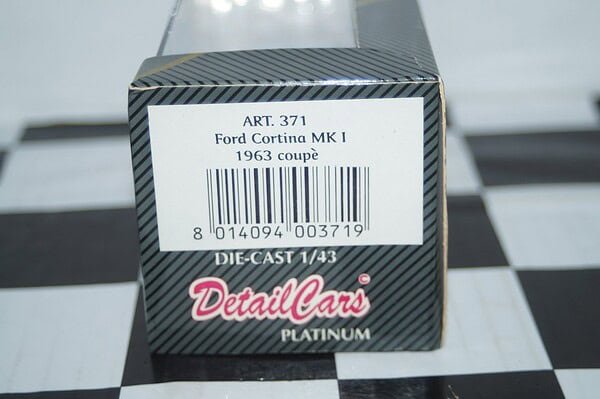 ART. 371
Ford Cortina MK I
1963 coupè
8 014094 003719
DIE-CAST 1/43
DetailCars©
PLATINUM